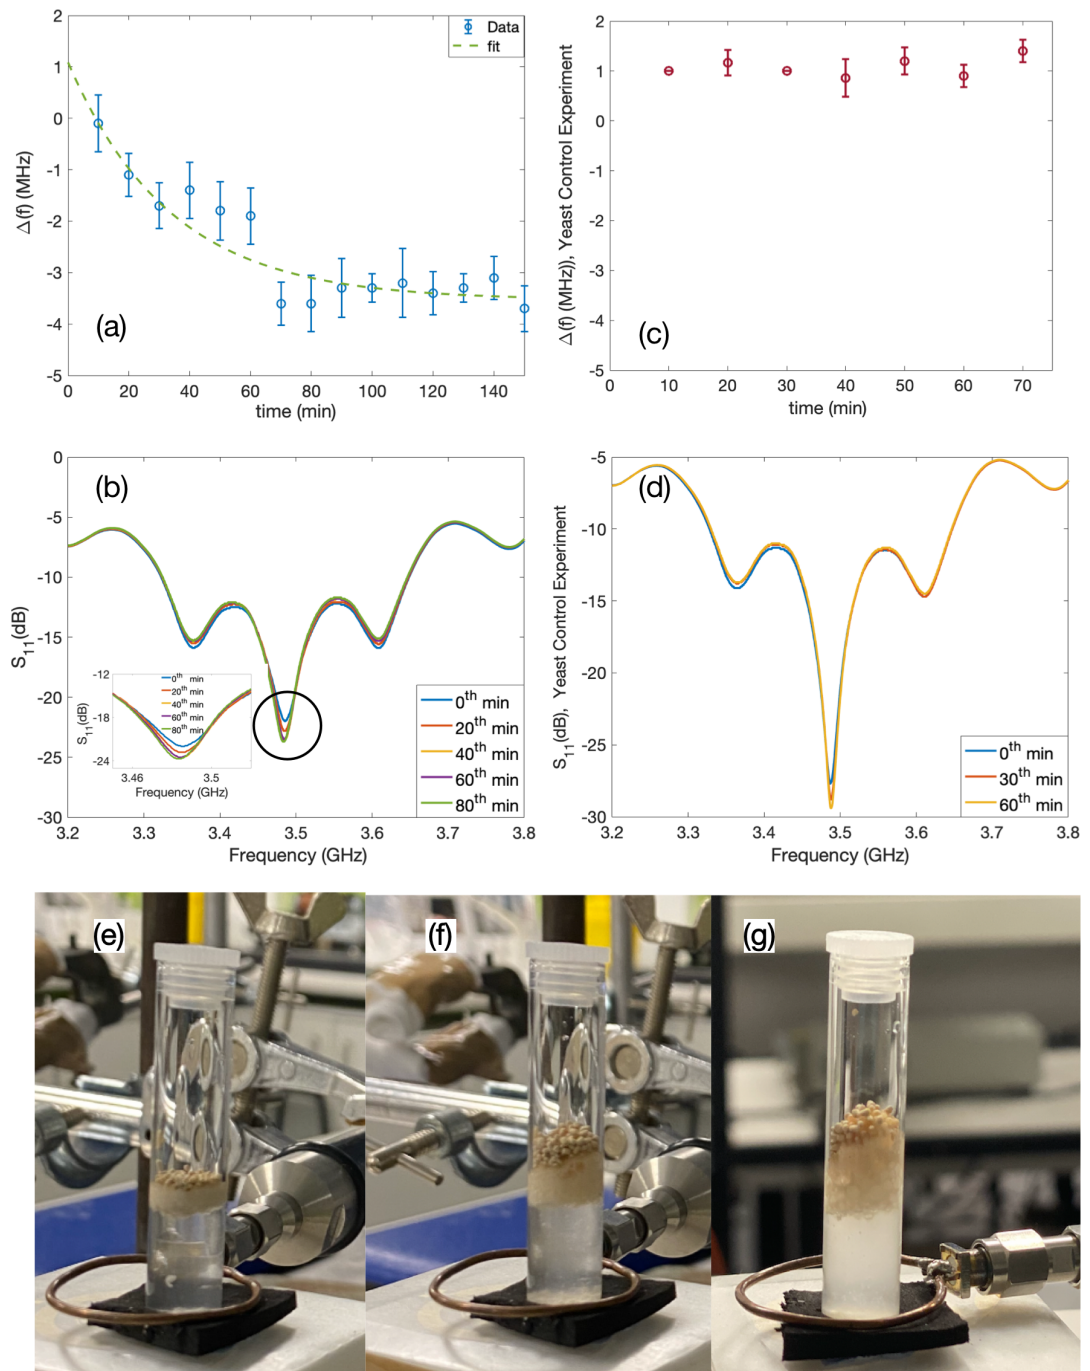 2
1
0
-1
-2
-3
-4
-5
Δ(f) (MHz)
Data
fit
(a)
0 20 40 60 80 100 120 140
time (min)
2
1
0
-1
-2
-3
-4
-5
Δ(f) (MHz)), Yeast Control Experiment
(c)
0 10 20 30 40 50 60 70
time (min)
0
-5
-10
-15
-20
-25
-30
S11(dB)
(b)
-12
-18
-24
S11(dB)
0th min
20th min
40th min
60th min
80th min
3.46 3.5
Frequency (GHz)
0th min
20th min
40th min
60th min
80th min
3.2 3.3 3.4 3.5 3.6 3.7 3.8
Frequency (GHz)
-5
-10
-15
-20
-25
-30
S11(dB), Yeast Control Experiment
(d)
0th min
30th min
60th min
3.2 3.3 3.4 3.5 3.6 3.7 3.8
Frequency (GHz)
(e)
(f)
(g)